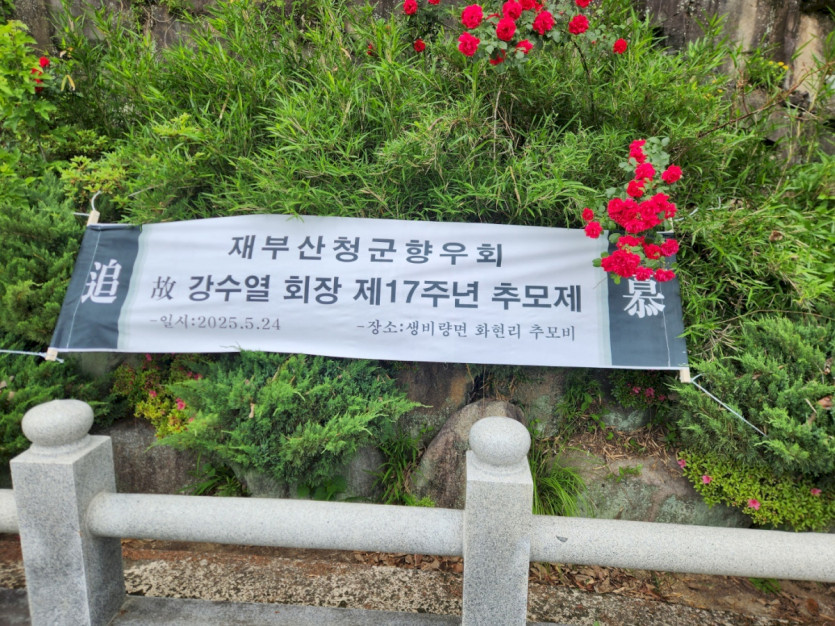 재부산청군향우회
追 故 강수열 회장 제17주년 추모제 慕
-일시:2025.5.24 -장소:생비량면 화현리 추모비